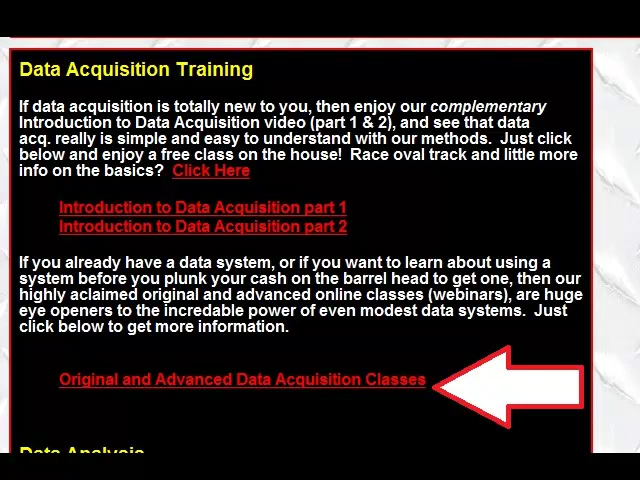 Data Acquisition Training
If data acquisition is totally new to you, then enjoy our complementary
Introduction to Data Acquisition video (part 1 & 2), and see that data
acq. really is simple and easy to understand with our methods.  Just click
below and enjoy a free class on the house!  Race oval track and little more
info on the basics?  Click Here
Introduction to Data Acquisition part 1
Introduction to Data Acquisition part 2
If you already have a data system, or if you want to learn about using a
system before you plunk your cash on the barrel head to get one, then our
highly aclaimed original and advanced online classes (webinars), are huge
eye openers to the incredable power of even modest data systems.  Just
click below to get more information.
Original and Advanced Data Acquisition Classes
Data Analysis